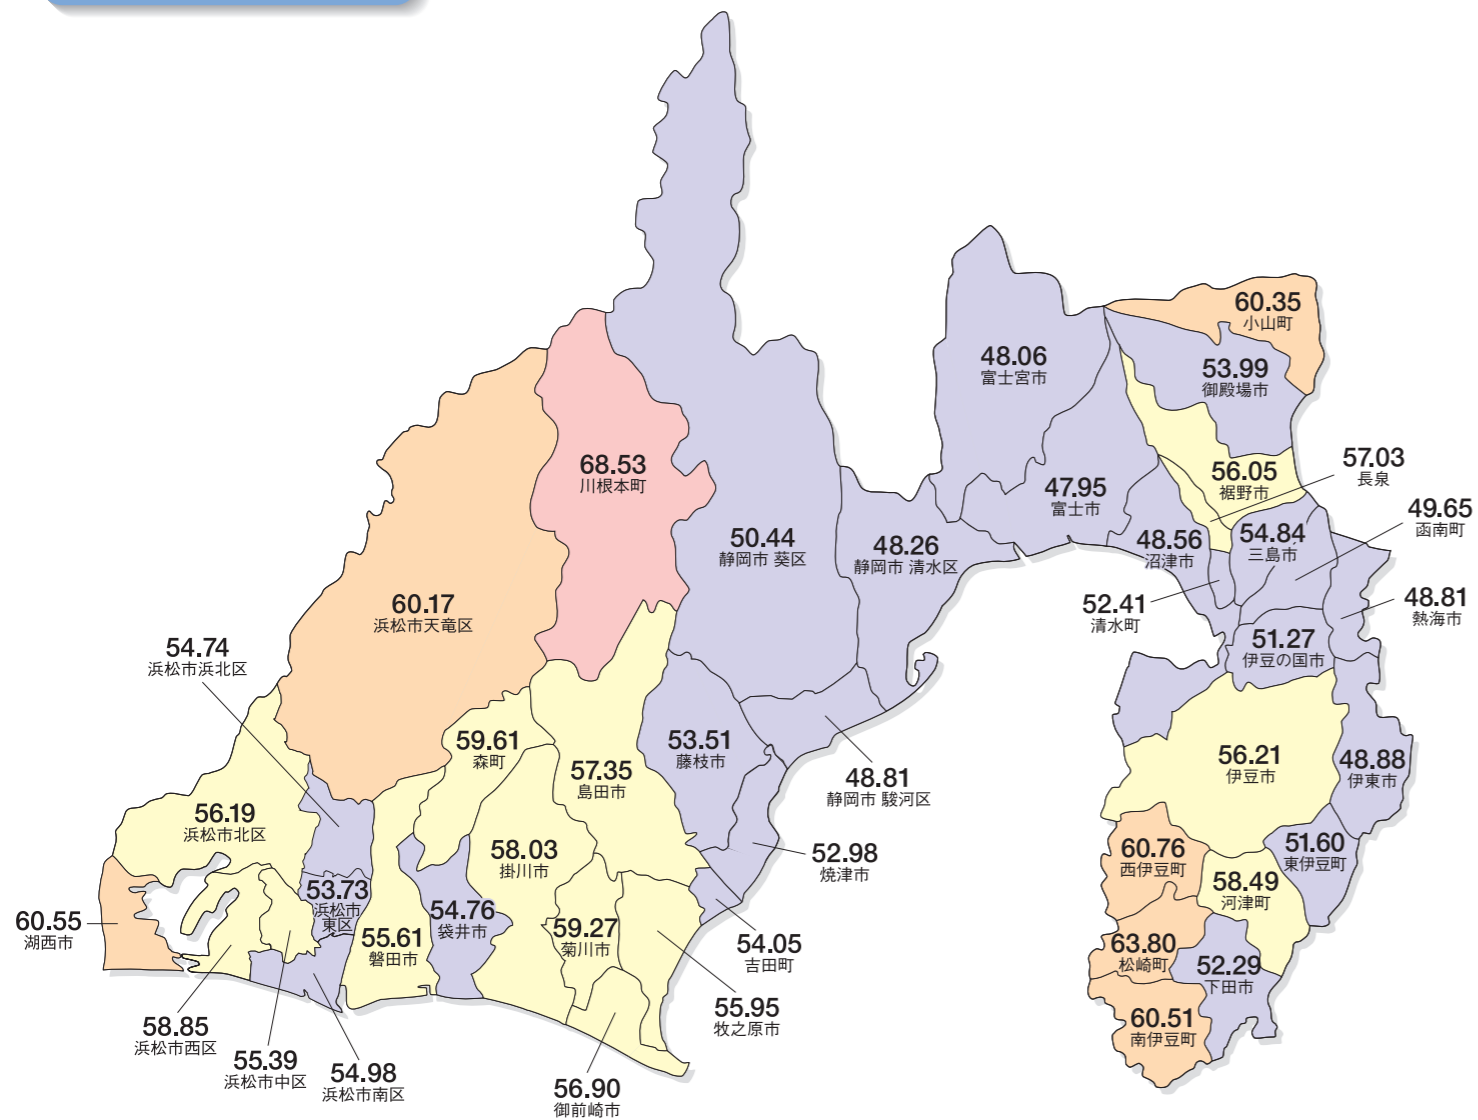 60.35
小山町
48.06
富士宮市
53.99
御殿場市
57.03
長泉
56.05
裾野市
68.53
川根本町
47.95
富士市
49.65
函南町
50.44
静岡市 葵区
48.26
静岡市 清水区
48.56
沼津市
54.84
三島市
60.17
浜松市天竜区
52.41
清水町
48.81
熱海市
54.74
浜松市浜北区
51.27
伊豆の国市
59.61
森町
53.51
藤枝市
57.35
島田市
48.81
静岡市 駿河区
56.21
伊豆市
48.88
伊東市
56.19
浜松市北区
58.03
掛川市
52.98
焼津市
60.76
西伊豆町
51.60
東伊豆町
53.73
浜松市
東区
54.76
袋井市
58.49
河津町
60.55
湖西市
55.61
磐田市
59.27
菊川市
54.05
吉田町
63.80
松崎町
52.29
下田市
58.85
浜松市西区
55.39
浜松市中区
54.98
浜松市南区
55.95
牧之原市
60.51
南伊豆町
56.90
御前崎市